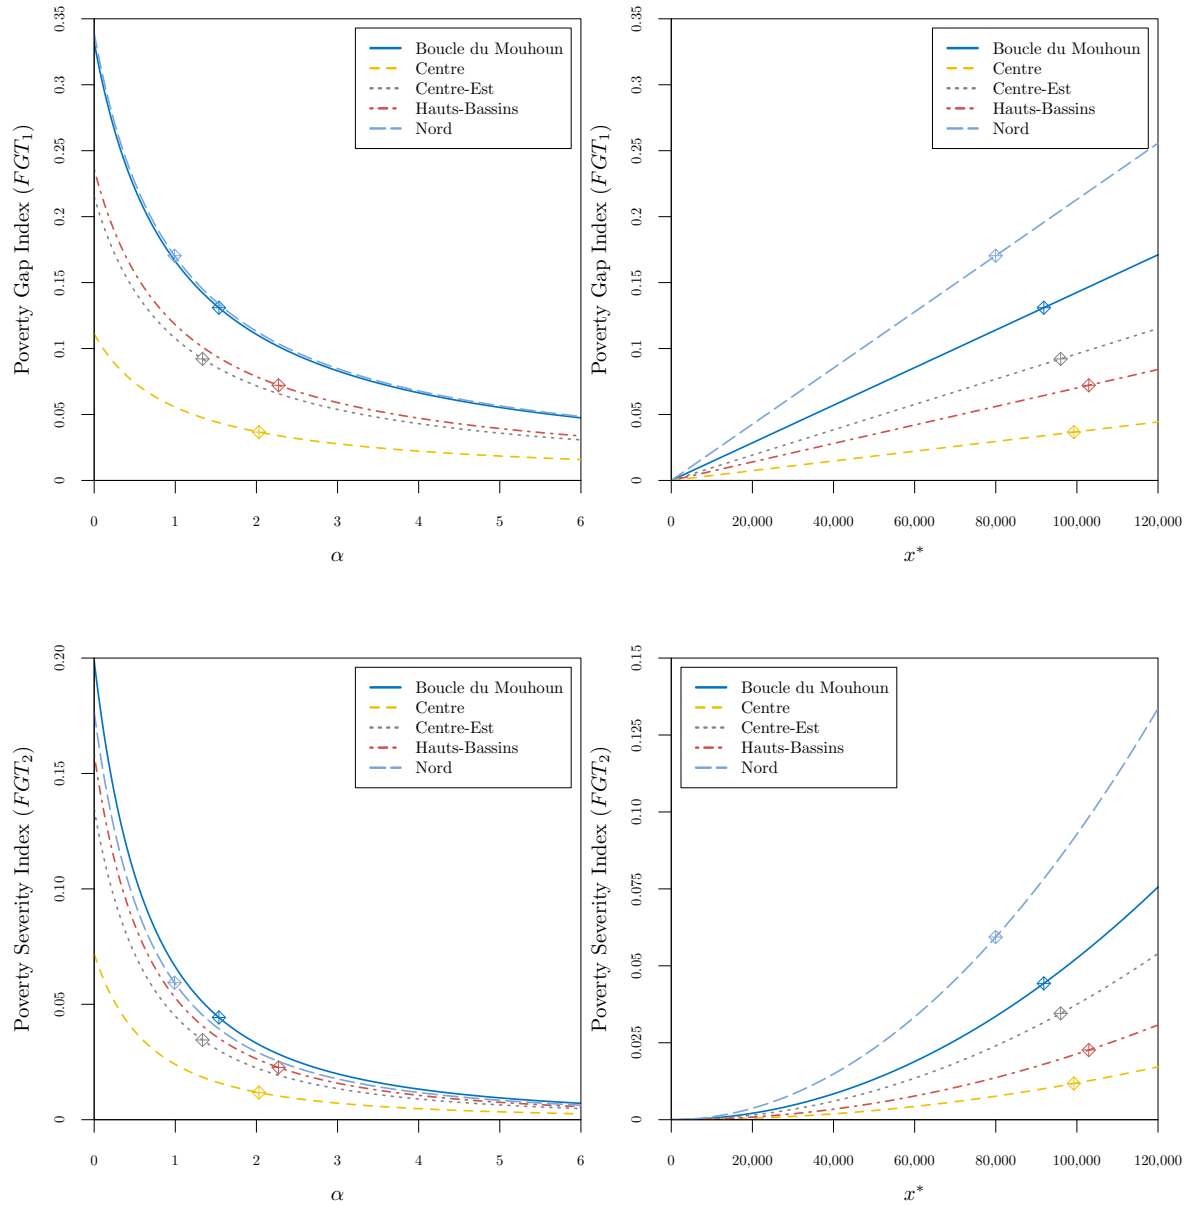 Poverty Gap Index (FGT₁)
0.35
0.3
0.25
0.2
0.15
0.1
0.05
0
Boucle du Mouhoun
Centre
Centre-Est
Hauts-Bassins
Nord
0 1 2 3 4 5 6
α
Poverty Gap Index (FGT₁)
0.35
0.3
0.25
0.2
0.15
0.1
0.05
0
Boucle du Mouhoun
Centre
Centre-Est
Hauts-Bassins
Nord
0 20,000 40,000 60,000 80,000 100,000 120,000
x*
Poverty Severity Index (FGT₂)
0.20
0.15
0.10
0.05
0
Boucle du Mouhoun
Centre
Centre-Est
Hauts-Bassins
Nord
0 1 2 3 4 5 6
α
Poverty Severity Index (FGT₂)
0.15
0.125
0.10
0.075
0.05
0.025
0
Boucle du Mouhoun
Centre
Centre-Est
Hauts-Bassins
Nord
0 20,000 40,000 60,000 80,000 100,000 120,000
x*